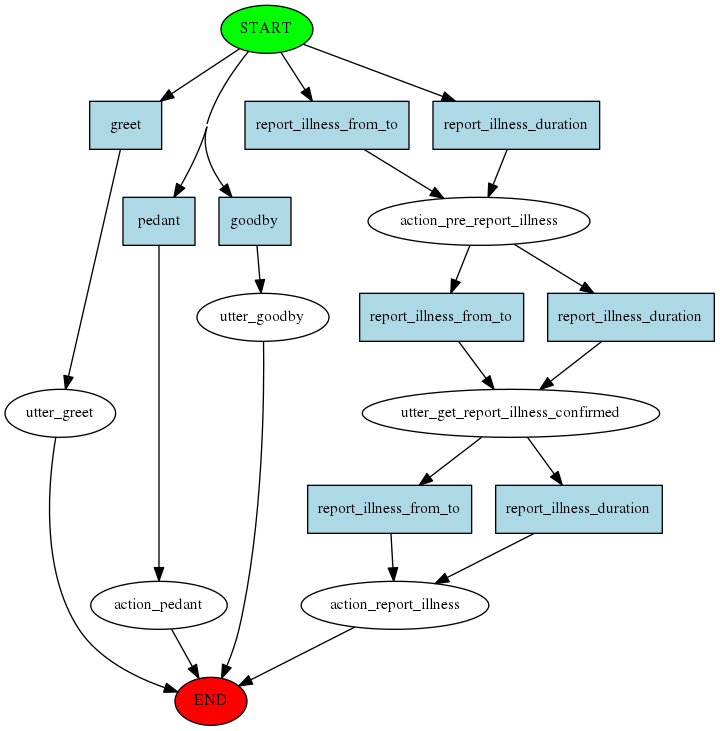 START
greet
report_illness_from_to
report_illness_duration
pedant
goodby
action_pre_report_illness
utter_goodby
report_illness_from_to
report_illness_duration
utter_greet
utter_get_report_illness_confirmed
report_illness_from_to
report_illness_duration
action_pedant
action_report_illness
END